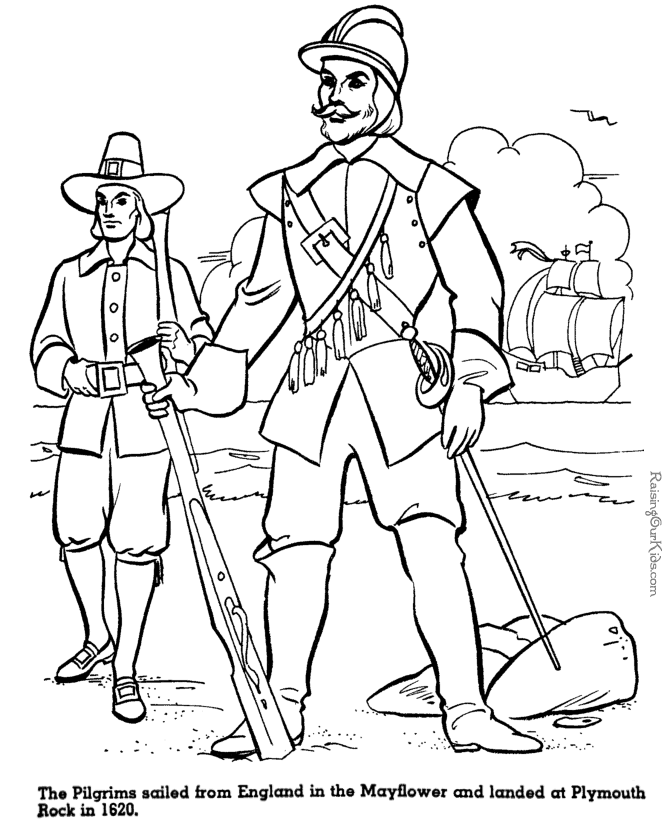 RaisingOurKids.com
The Pilgrims sailed from England in the Mayflower and landed at Plymouth
Rock in 1620.